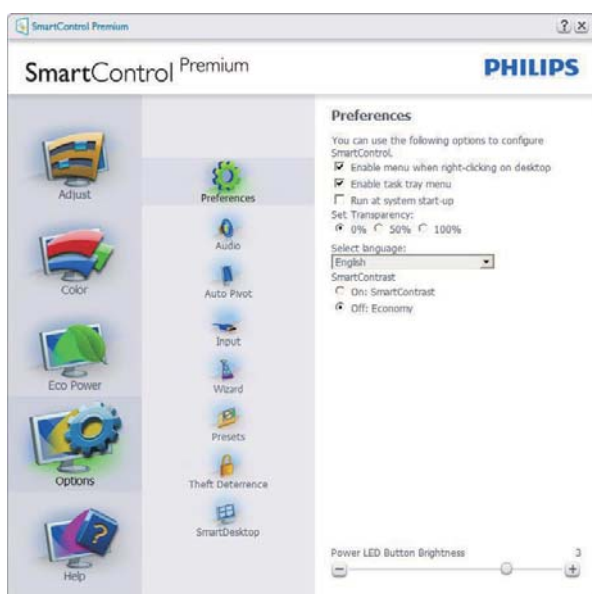 SmartControl Premium
? x
SmartControl Premium
PHILIPS
Adjust
Color
Eco Power
Options
Help
Preferences
Audio
Auto Pivot
Input
Wizard
Presets
Theft Deterrence
SmartDesktop
Preferences
You can use the following options to configure
SmartControl.
Enable menu when right-clicking on desktop
Enable task tray menu
Run at system start-up
Set Transparency:
0% 50% 100%
Select language:
English
SmartContrast
On: SmartContrast
Off: Economy
Power LED Button Brightness 3